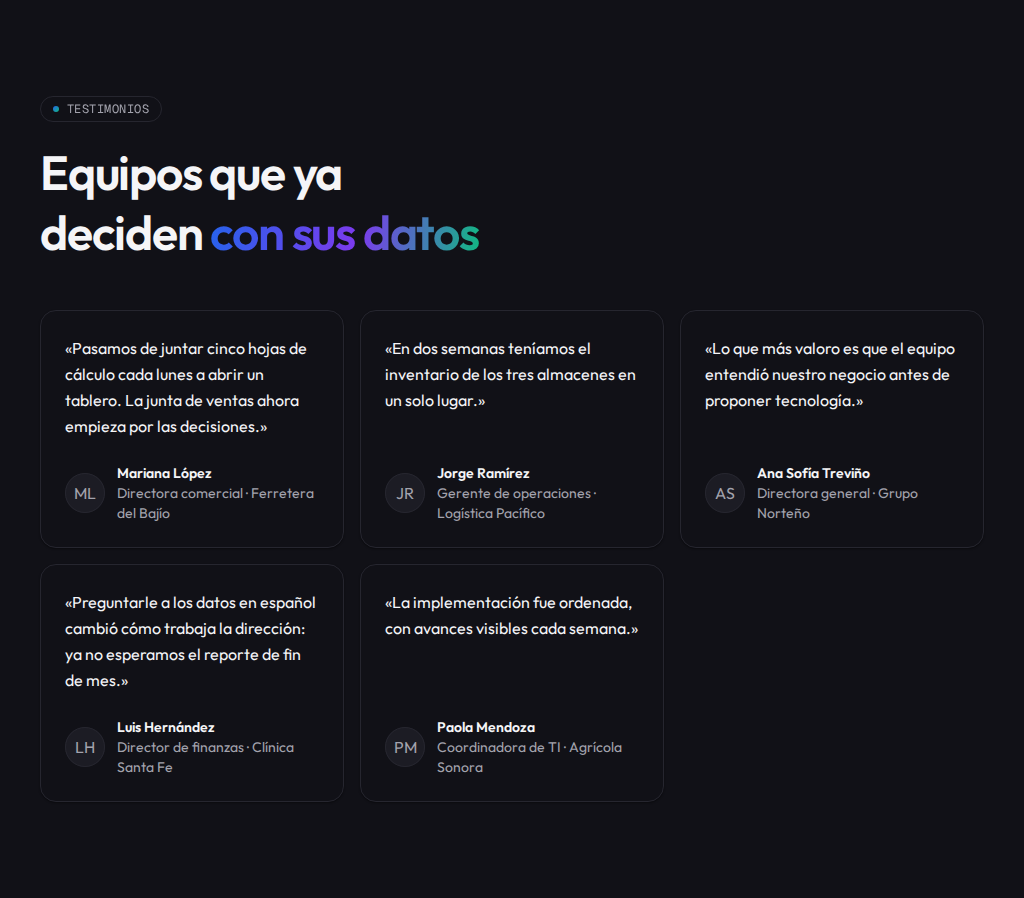 TESTIMONIOS
Equipos que ya
deciden con sus datos
«Pasamos de juntar cinco hojas de
cálculo cada lunes a abrir un
tablero. La junta de ventas ahora
empieza por las decisiones.»
ML
Mariana López
Directora comercial · Ferretera
del Bajío
«En dos semanas teníamos el
inventario de los tres almacenes en
un solo lugar.»
JR
Jorge Ramírez
Gerente de operaciones ·
Logística Pacífico
«Lo que más valoro es que el equipo
entendió nuestro negocio antes de
proponer tecnología.»
AS
Ana Sofía Treviño
Directora general · Grupo
Norteño
«Preguntarle a los datos en español
cambió cómo trabaja la dirección:
ya no esperamos el reporte de fin
de mes.»
LH
Luis Hernández
Director de finanzas · Clínica
Santa Fe
«La implementación fue ordenada,
con avances visibles cada semana.»
PM
Paola Mendoza
Coordinadora de TI · Agrícola
Sonora